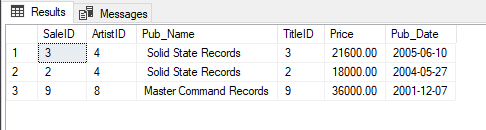 Results Messages
SaleID ArtistID Pub_Name TitleID Price Pub_Date
1 3 4 Solid State Records 3 21600.00 2005-06-10
2 2 4 Solid State Records 2 18000.00 2004-05-27
3 9 8 Master Command Records 9 36000.00 2001-12-07